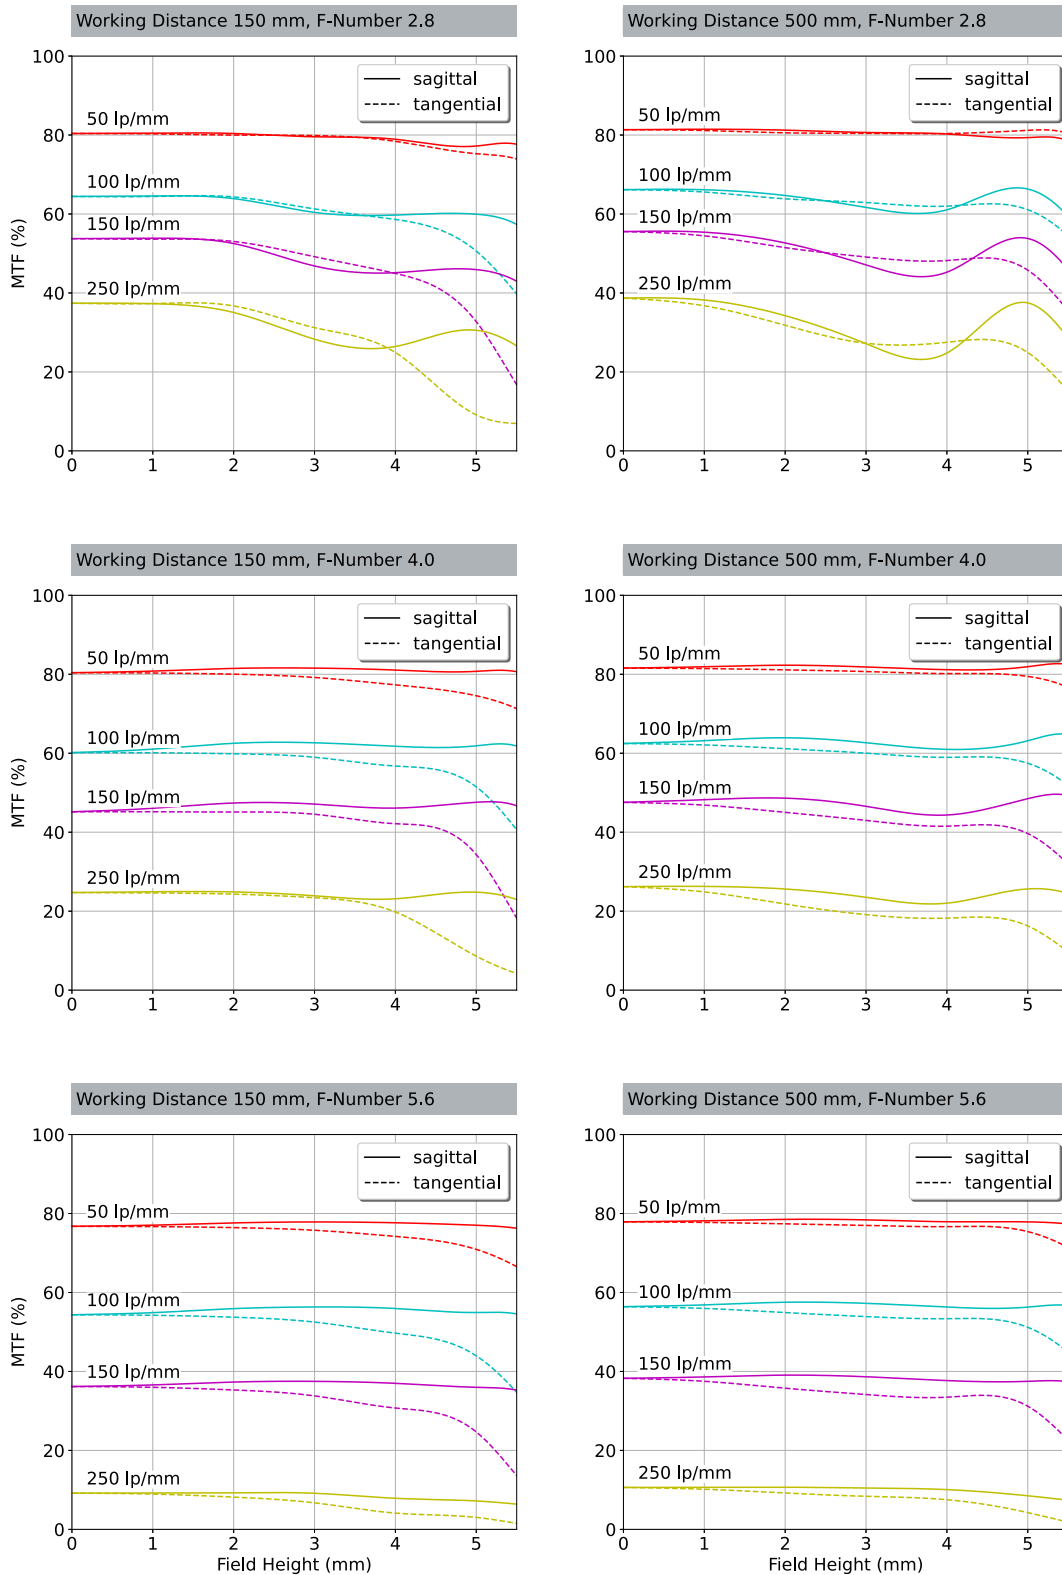 Working Distance 150 mm, F-Number 2.8
100
80
60
40
20
0
MTF (%)
sagittal
tangential
50 lp/mm
100 lp/mm
150 lp/mm
250 lp/mm
0 1 2 3 4 5
Working Distance 500 mm, F-Number 2.8
100
80
60
40
20
0
sagittal
tangential
50 lp/mm
100 lp/mm
150 lp/mm
250 lp/mm
0 1 2 3 4 5
Working Distance 150 mm, F-Number 4.0
100
80
60
40
20
0
MTF (%)
sagittal
tangential
50 lp/mm
100 lp/mm
150 lp/mm
250 lp/mm
0 1 2 3 4 5
Working Distance 500 mm, F-Number 4.0
100
80
60
40
20
0
sagittal
tangential
50 lp/mm
100 lp/mm
150 lp/mm
250 lp/mm
0 1 2 3 4 5
Working Distance 150 mm, F-Number 5.6
100
80
60
40
20
0
MTF (%)
sagittal
tangential
50 lp/mm
100 lp/mm
150 lp/mm
250 lp/mm
0 1 2 3 4 5
Field Height (mm)
Working Distance 500 mm, F-Number 5.6
100
80
60
40
20
0
sagittal
tangential
50 lp/mm
100 lp/mm
150 lp/mm
250 lp/mm
0 1 2 3 4 5
Field Height (mm)